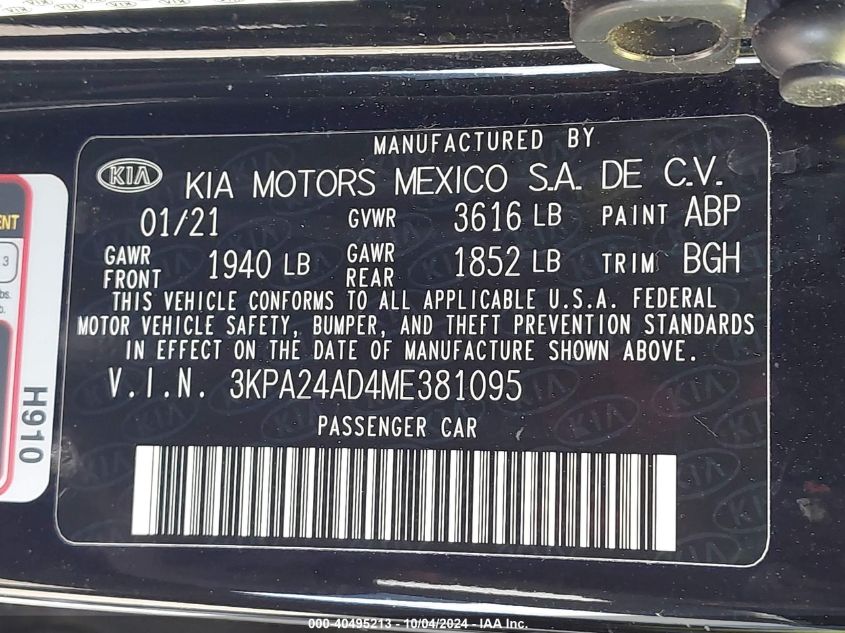 MANUFACTURED BY
KIA KIA MOTORS MEXICO S.A. DE C.V.
01/21 GVWR 3616 LB PAINT ABP
GAWR FRONT 1940 LB GAWR REAR 1852 LB TRIM BGH
THIS VEHICLE CONFORMS TO ALL APPLICABLE U.S.A. FEDERAL
MOTOR VEHICLE SAFETY, BUMPER, AND THEFT PREVENTION STANDARDS
IN EFFECT ON THE DATE OF MANUFACTURE SHOWN ABOVE.
V.I.N. 3KPA24AD4ME381095
PASSENGER CAR
H910
3
000-40495213 - 10/04/2024 - IAA Inc.